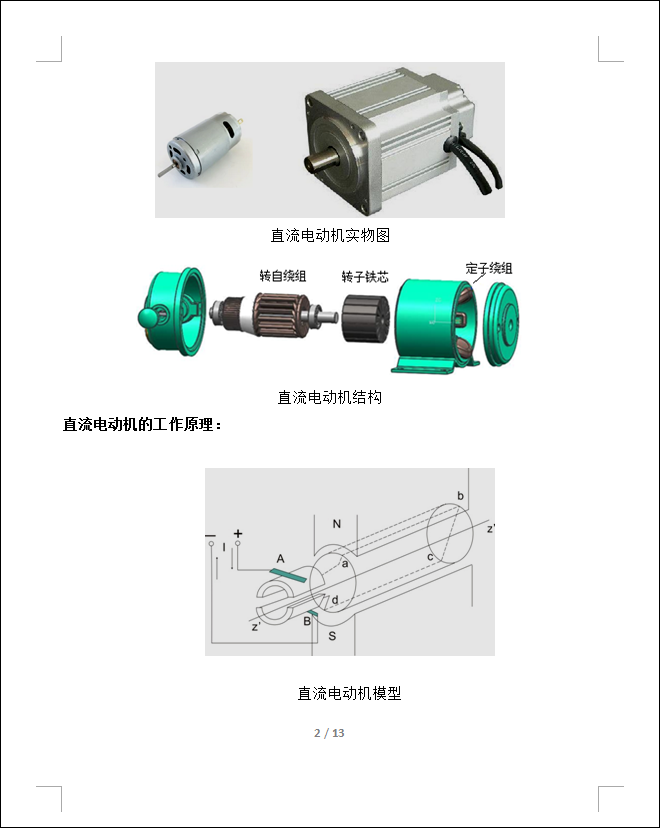 直流电动机实物图
转自绕组
转子铁芯
定子绕组
直流电动机结构
直流电动机的工作原理：
b
N
z'
－
+
I
A
a
c
d
B
z'
S
直流电动机模型
2 / 13